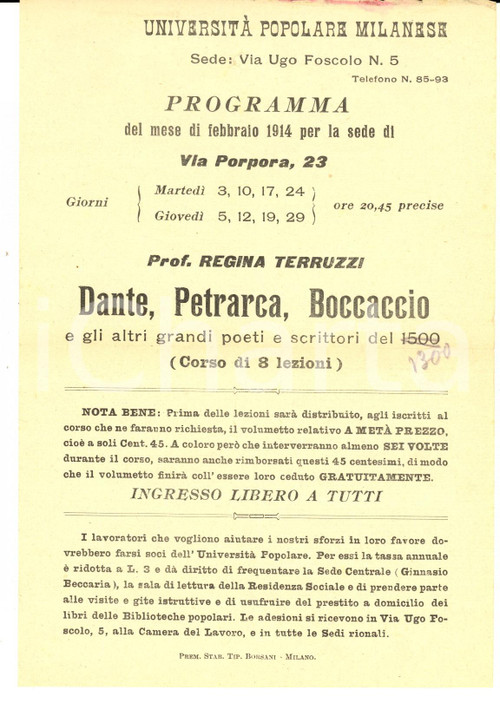 UNIVERSITÀ POPOLARE MILANESE
Sede: Via Ugo Foscolo N. 5
Telefono N. 85-93
PROGRAMMA
del mese di febbraio 1914 per la sede di
Via Porpora, 23
Giorni
Martedì 3, 10, 17, 24
Giovedì 5, 12, 19, 29
ore 20,45 precise
Prof. REGINA TERRUZZI
Dante, Petrarca, Boccaccio
e gli altri grandi poeti e scrittori del 1500
1300
(Corso di 8 lezioni)
NOTA BENE: Prima delle lezioni sarà distribuito, agli iscritti al
corso che ne faranno richiesta, il volumetto relativo A METÀ PREZZO,
cioè a soli Cent. 45. A coloro però che interverranno almeno SEI VOLTE
durante il corso, saranno anche rimborsati questi 45 centesimi, di modo
che il volumetto finirà coll' essere loro ceduto GRATUITAMENTE.
INGRESSO LIBERO A TUTTI
I lavoratori che vogliono aiutare i nostri sforzi in loro favore do-
vrebbero farsi soci dell' Università Popolare. Per essi la tassa annuale
è ridotta a L. 3 e dà diritto di frequentare la Sede Centrale (Ginnasio
Beccaria), la sala di lettura della Residenza Sociale e di prendere parte
alle visite e gite istruttive e di usufruire del prestito a domicilio dei
libri delle Biblioteche popolari. Le adesioni si ricevono in Via Ugo Fo-
scolo, 5, alla Camera del Lavoro, e in tutte le Sedi rionali.
PREM. STAB. TIP. BORSANI - MILANO.